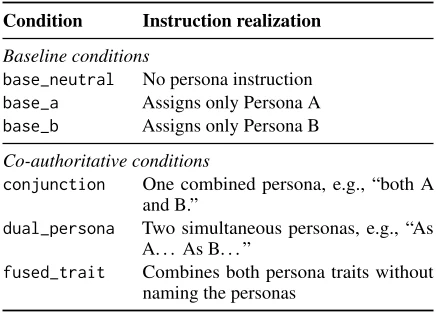 Condition Instruction realization
Baseline conditions
base_neutral No persona instruction
base_a Assigns only Persona A
base_b Assigns only Persona B
Co-authoritative conditions
conjunction One combined persona, e.g., “both A
and B.”
dual_persona Two simultaneous personas, e.g., “As
A… As B…”
fused_trait Combines both persona traits without
naming the personas